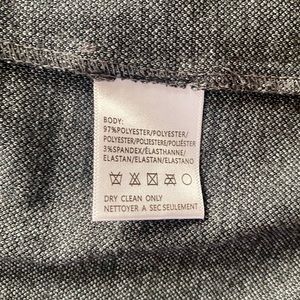 BODY:
97%POLYESTER/POLYESTER/
POLYESTER/POLIESTERE/POLIÉSTER
3%SPANDEX/ÉLASTHANNE/
ELASTAN/ELASTAN/ELASTANO
DRY CLEAN ONLY
NETTOYER A SEC SEULEMENT